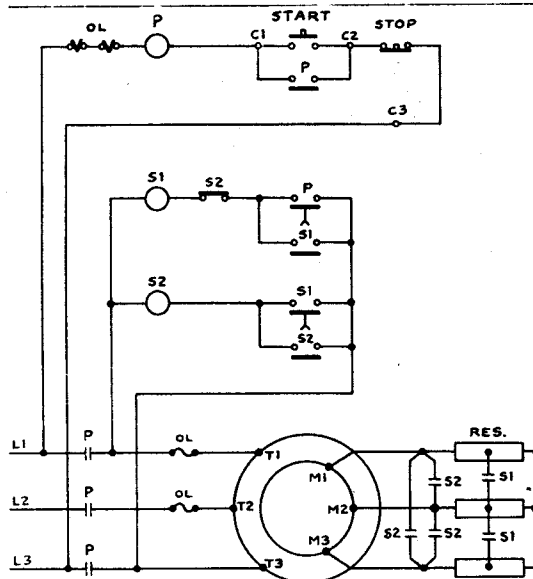 START
OL P C1 C2 STOP
P
C3
S1 S2 P
S1
S2 S1
S2
L1 P OL T1 RES.
M1 S2 S1
L2 P OL T2 M2
S2 S2 S1
M3
L3 P T3